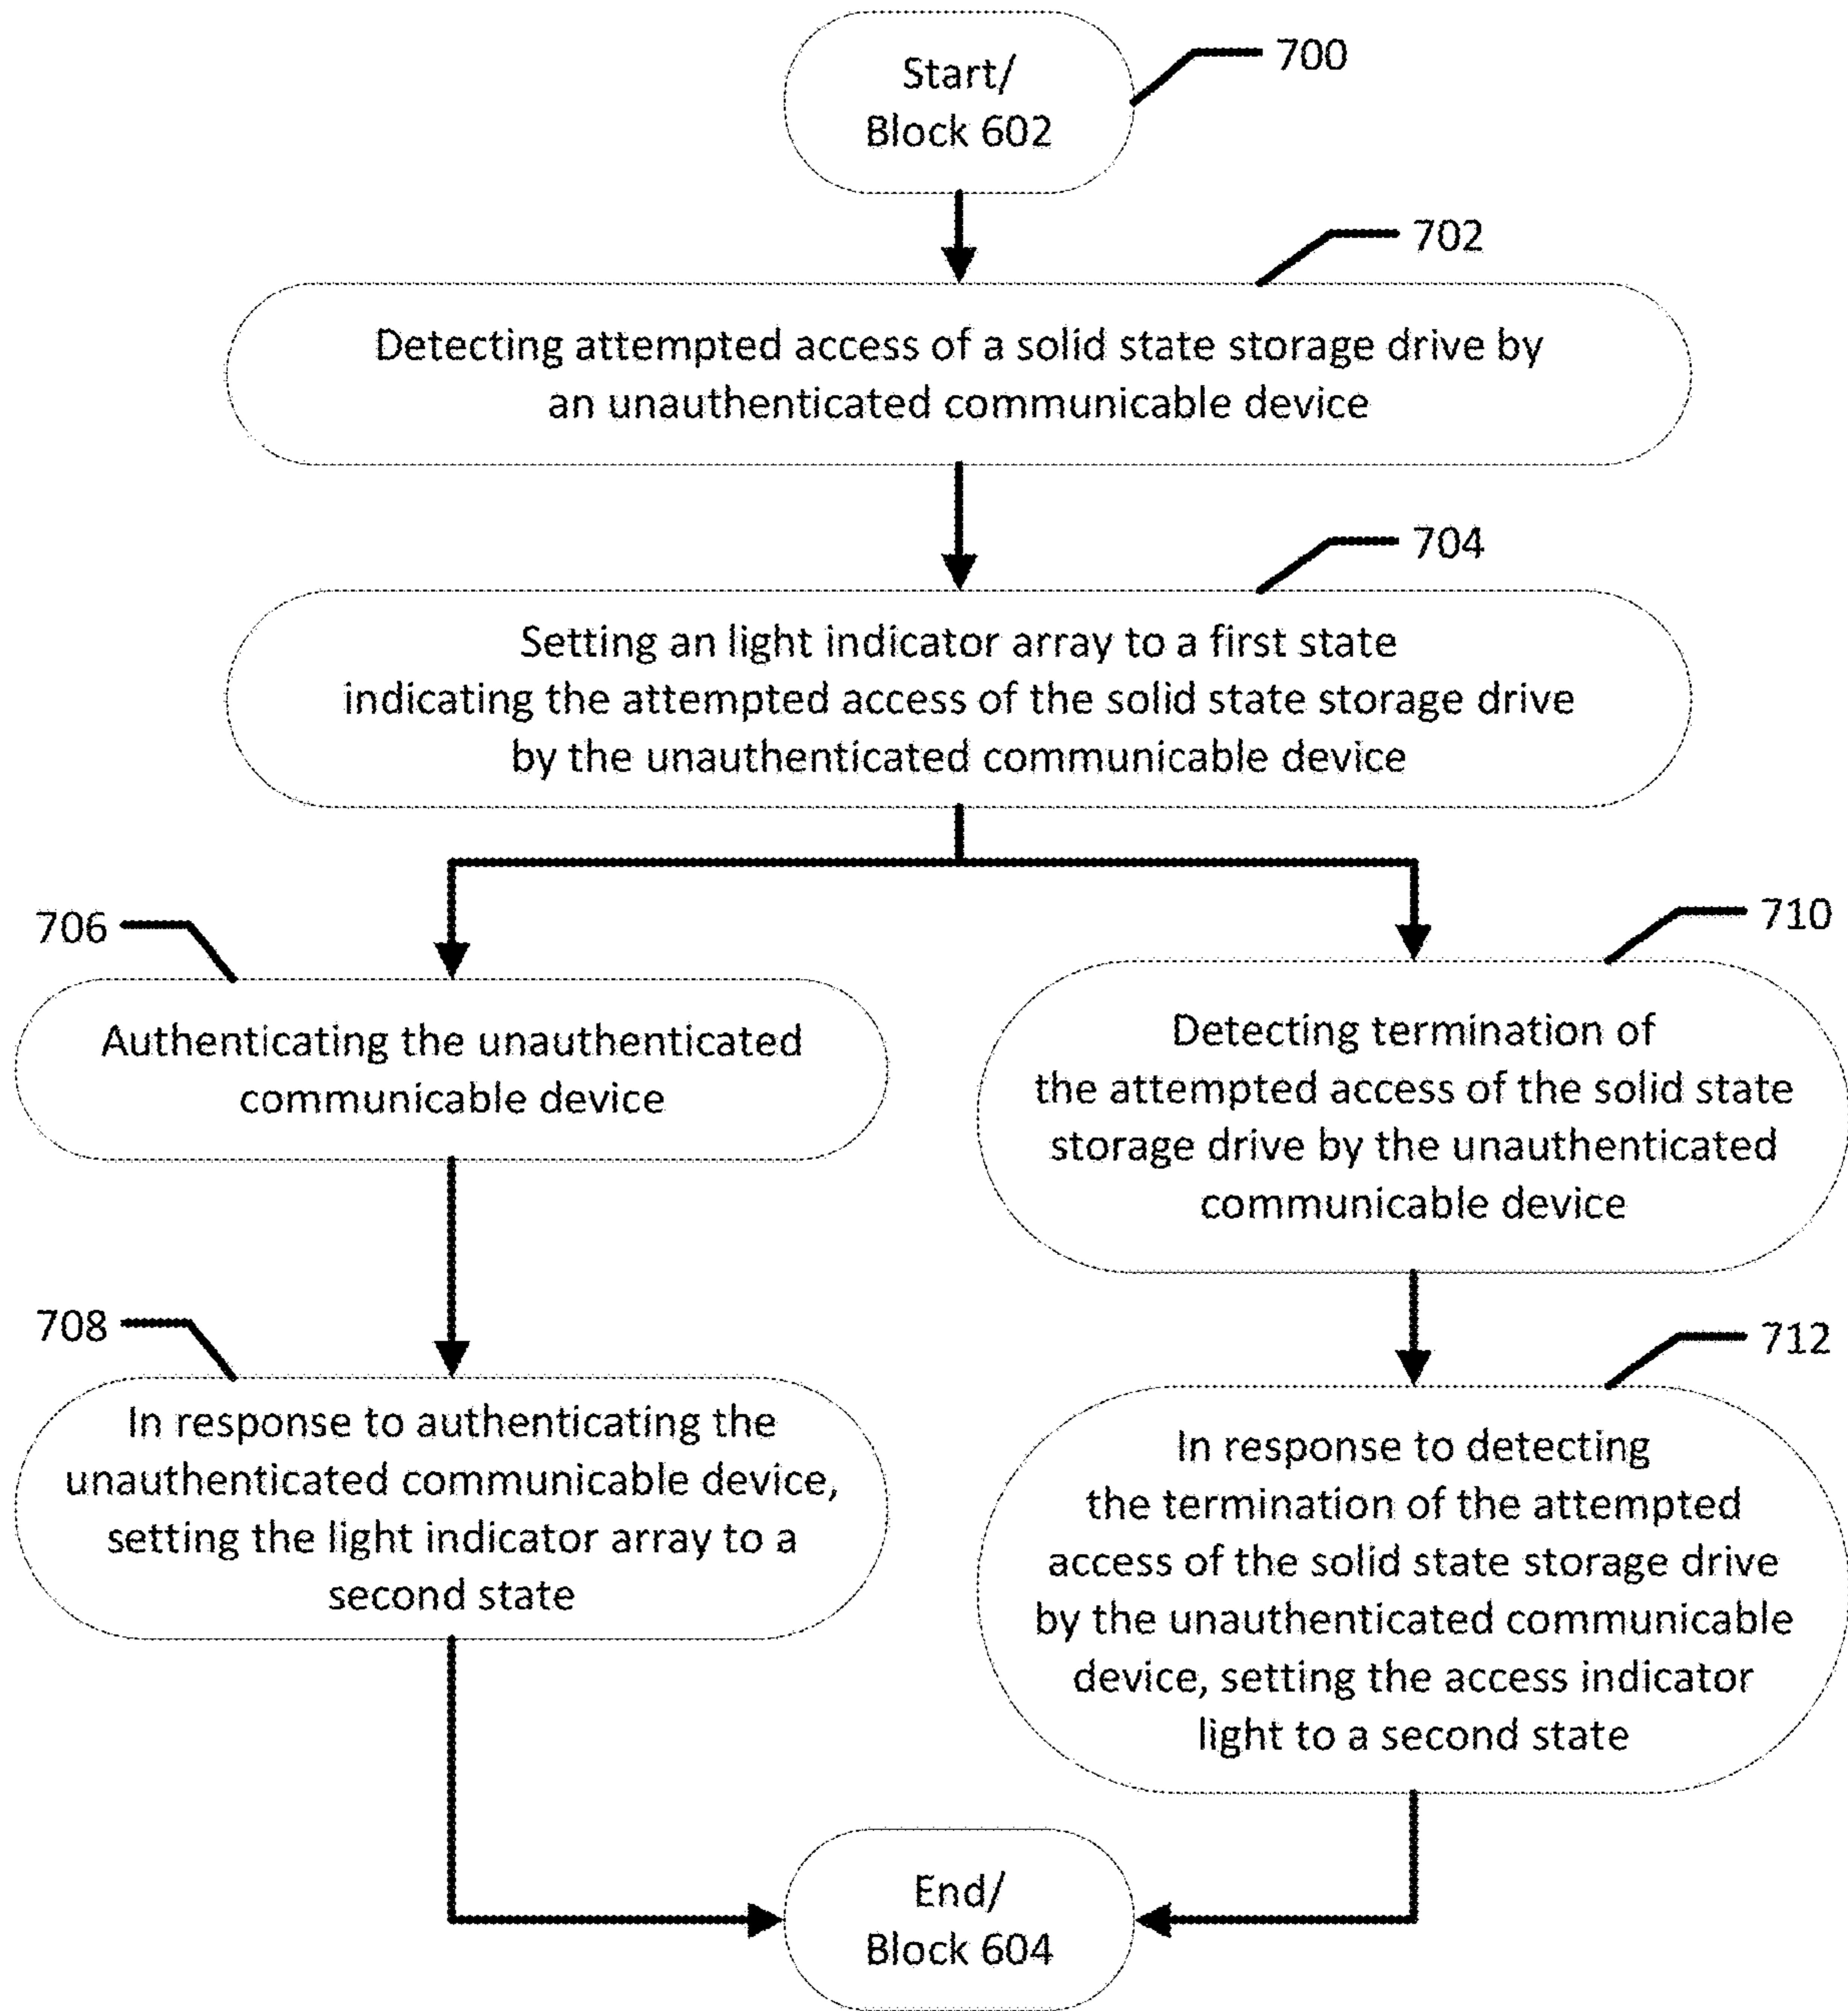 Start/
Block 602
700
702
Detecting attempted access of a solid state storage drive by
an unauthenticated communicable device
704
Setting an light indicator array to a first state
indicating the attempted access of the solid state storage drive
by the unauthenticated communicable device
706
Authenticating the unauthenticated
communicable device
710
Detecting termination of
the attempted access of the solid state
storage drive by the unauthenticated
communicable device
708
In response to authenticating the
unauthenticated communicable device,
setting the light indicator array to a
second state
712
In response to detecting
the termination of the attempted
access of the solid state storage drive
by the unauthenticated communicable
device, setting the access indicator
light to a second state
End/
Block 604